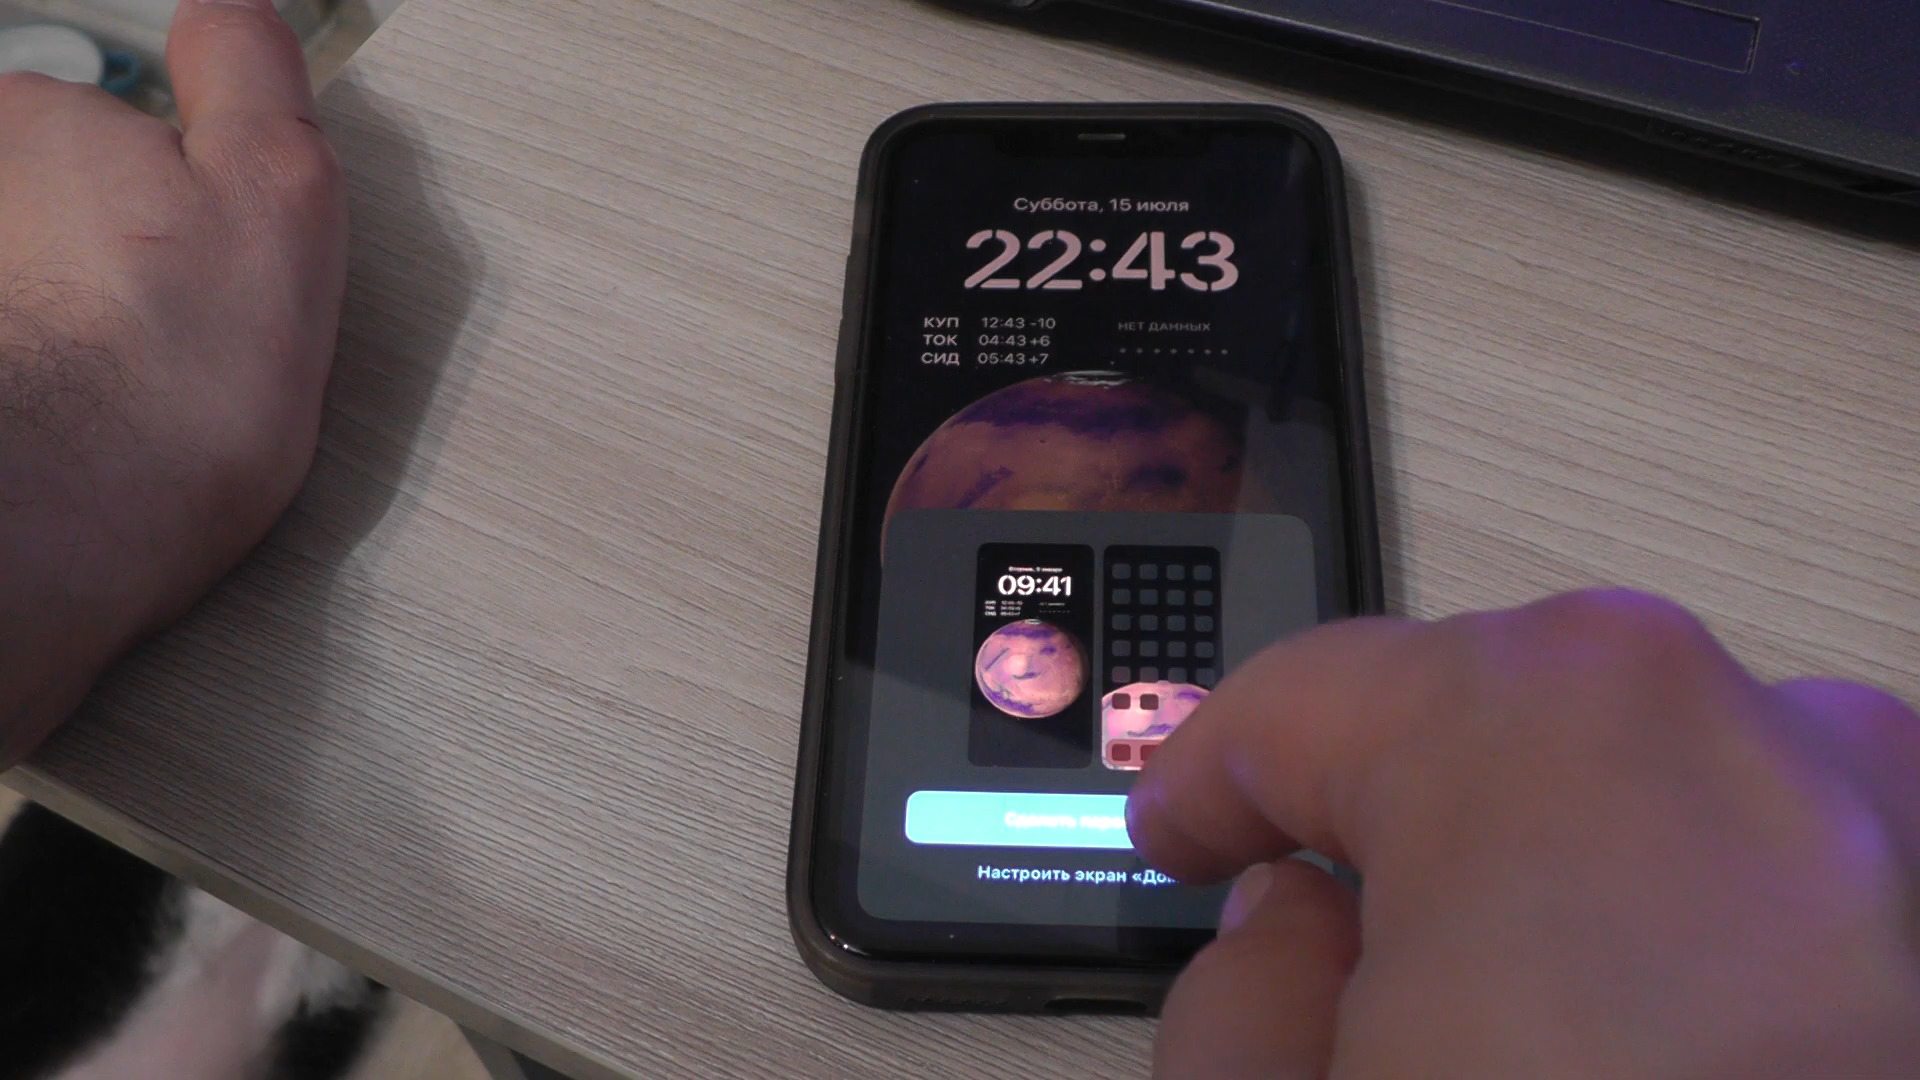 Суббота, 15 июля
22:43
КУП 12:43 -10
ТОК 04:43 +6
СИД 05:43 +7
НЕТ ДАННЫХ
09:41
Сделать
Настроить экран